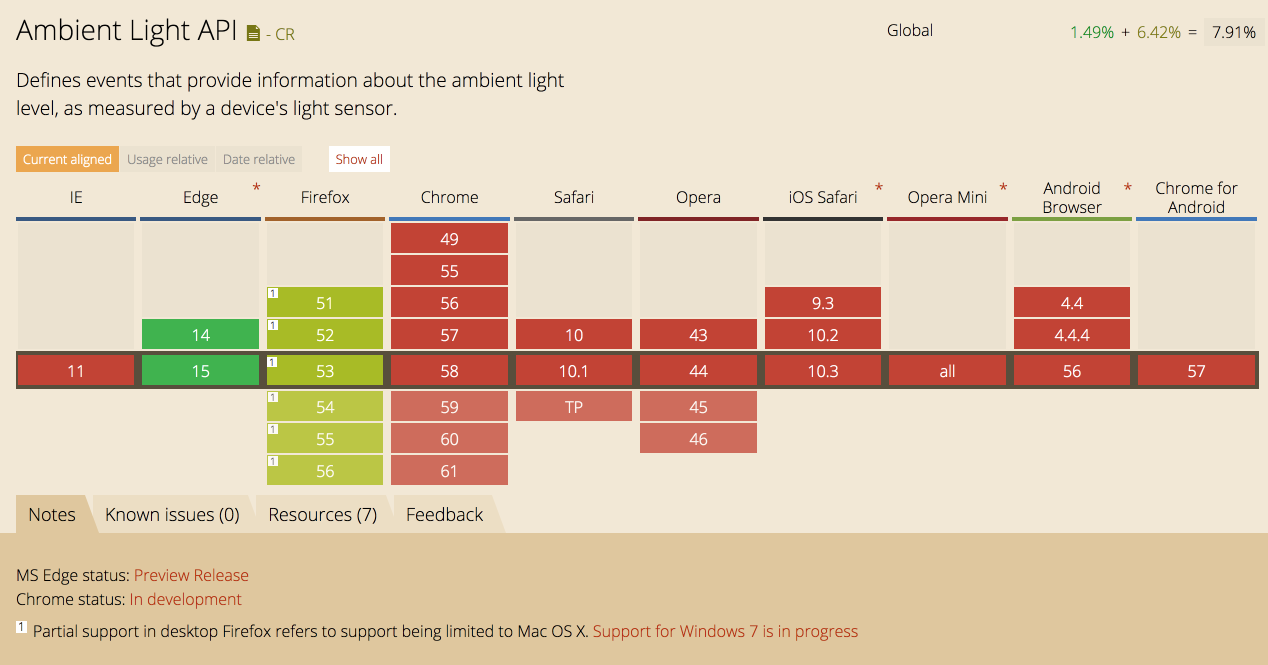 Ambient Light API - CR
Global
1.49% + 6.42% = 7.91%
Defines events that provide information about the ambient light
level, as measured by a device's light sensor.
Current aligned Usage relative Date relative Show all
IE Edge * Firefox Chrome Safari Opera iOS Safari * Opera Mini * Android Browser * Chrome for Android
49
55
1 51 56 9.3 4.4
14 1 52 57 10 43 10.2 4.4.4
11 15 1 53 58 10.1 44 10.3 all 56 57
1 54 59 TP 45
1 55 60 46
1 56 61
Notes Known issues (0) Resources (7) Feedback
MS Edge status: Preview Release
Chrome status: In development
1 Partial support in desktop Firefox refers to support being limited to Mac OS X. Support for Windows 7 is in progress